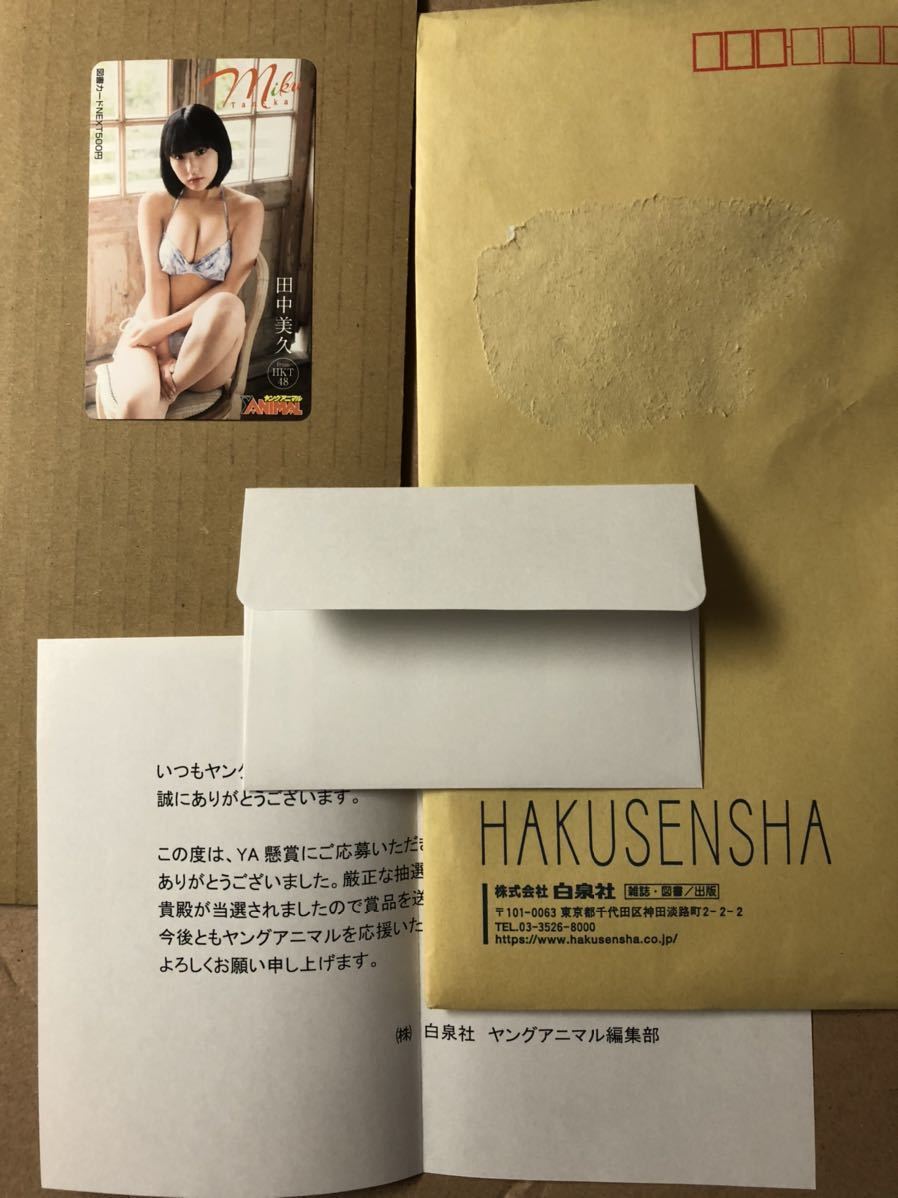 図書カードNEXT500円
Miku
Tanaka
田中美久
from
HKT
48
ヤングアニマル
YANIMAL
いつもヤング
誠にありがとうございます。
この度は、YA懸賞にご応募いただき
ありがとうございました。厳正な抽選
貴殿が当選されましたので賞品を送
今後ともヤングアニマルを応援いた
よろしくお願い申し上げます。
㈱ 白泉社 ヤングアニマル編集部
HAKUSENSHA
株式会社 白泉社 雑誌・図書/出版
〒101-0063 東京都千代田区神田淡路町2-2-2
TEL.03-3526-8000
https://www.hakusensha.co.jp/